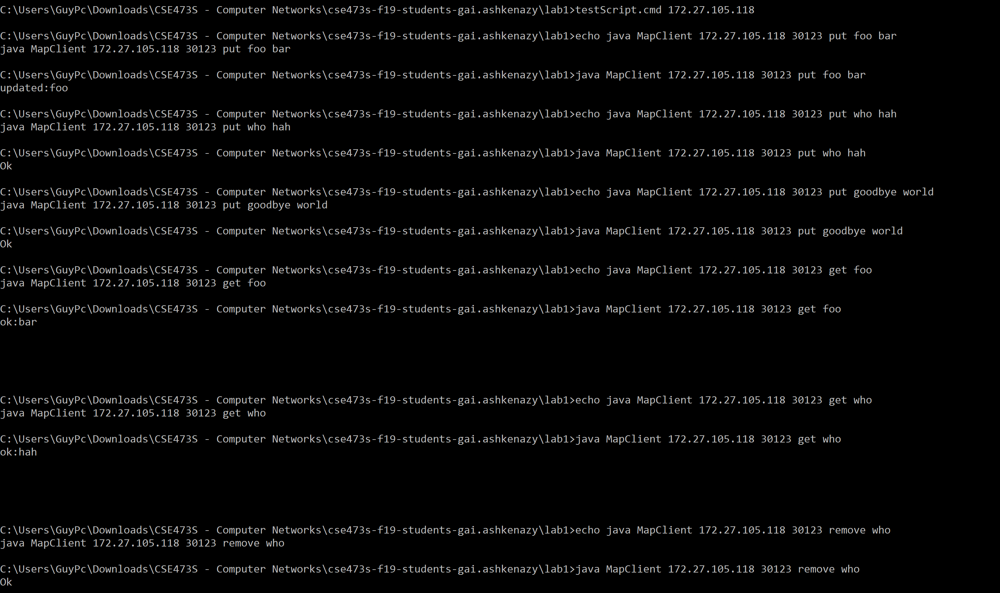 C:\Users\GuyPc\Downloads\CSE473S - Computer Networks\cse473s-f19-students-gai.ashkenazy\lab1>testScript.cmd 172.27.105.118
C:\Users\GuyPc\Downloads\CSE473S - Computer Networks\cse473s-f19-students-gai.ashkenazy\lab1>echo java MapClient 172.27.105.118 30123 put foo bar
java MapClient 172.27.105.118 30123 put foo bar
C:\Users\GuyPc\Downloads\CSE473S - Computer Networks\cse473s-f19-students-gai.ashkenazy\lab1>java MapClient 172.27.105.118 30123 put foo bar
updated:foo
C:\Users\GuyPc\Downloads\CSE473S - Computer Networks\cse473s-f19-students-gai.ashkenazy\lab1>echo java MapClient 172.27.105.118 30123 put who hah
java MapClient 172.27.105.118 30123 put who hah
C:\Users\GuyPc\Downloads\CSE473S - Computer Networks\cse473s-f19-students-gai.ashkenazy\lab1>java MapClient 172.27.105.118 30123 put who hah
Ok
C:\Users\GuyPc\Downloads\CSE473S - Computer Networks\cse473s-f19-students-gai.ashkenazy\lab1>echo java MapClient 172.27.105.118 30123 put goodbye world
java MapClient 172.27.105.118 30123 put goodbye world
C:\Users\GuyPc\Downloads\CSE473S - Computer Networks\cse473s-f19-students-gai.ashkenazy\lab1>java MapClient 172.27.105.118 30123 put goodbye world
Ok
C:\Users\GuyPc\Downloads\CSE473S - Computer Networks\cse473s-f19-students-gai.ashkenazy\lab1>echo java MapClient 172.27.105.118 30123 get foo
java MapClient 172.27.105.118 30123 get foo
C:\Users\GuyPc\Downloads\CSE473S - Computer Networks\cse473s-f19-students-gai.ashkenazy\lab1>java MapClient 172.27.105.118 30123 get foo
ok:bar
C:\Users\GuyPc\Downloads\CSE473S - Computer Networks\cse473s-f19-students-gai.ashkenazy\lab1>echo java MapClient 172.27.105.118 30123 get who
java MapClient 172.27.105.118 30123 get who
C:\Users\GuyPc\Downloads\CSE473S - Computer Networks\cse473s-f19-students-gai.ashkenazy\lab1>java MapClient 172.27.105.118 30123 get who
ok:hah
C:\Users\GuyPc\Downloads\CSE473S - Computer Networks\cse473s-f19-students-gai.ashkenazy\lab1>echo java MapClient 172.27.105.118 30123 remove who
java MapClient 172.27.105.118 30123 remove who
C:\Users\GuyPc\Downloads\CSE473S - Computer Networks\cse473s-f19-students-gai.ashkenazy\lab1>java MapClient 172.27.105.118 30123 remove who
Ok